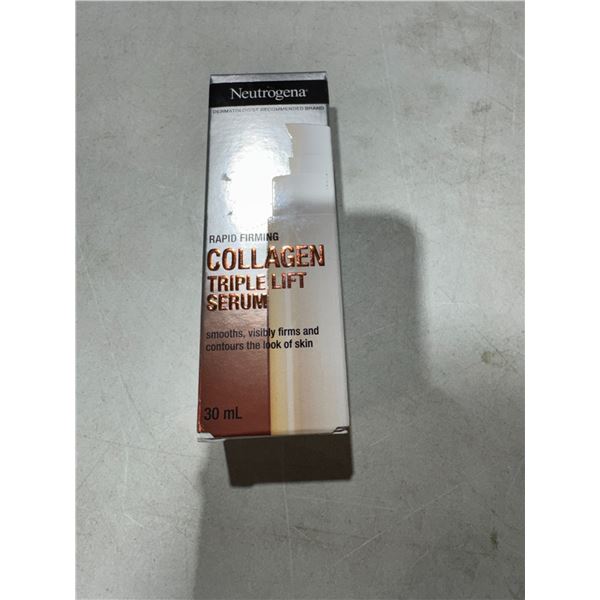 Neutrogena®
DERMATOLOGIST RECOMMENDED BRAND
RAPID FIRMING
COLLAGEN
TRIPLE LIFT
SERUM
smooths, visibly firms and
contours the look of skin
30 mL